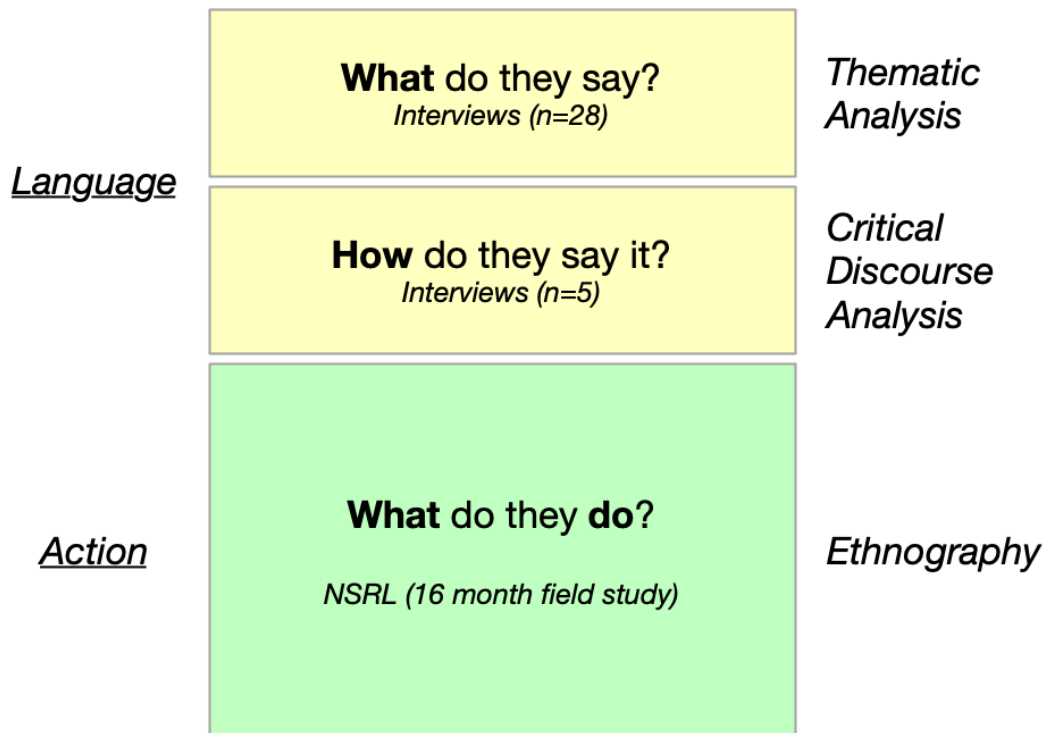 What do they say?
Interviews (n=28)
Thematic
Analysis
Language
How do they say it?
Interviews (n=5)
Critical
Discourse
Analysis
What do they do?
NSRL (16 month field study)
Action
Ethnography